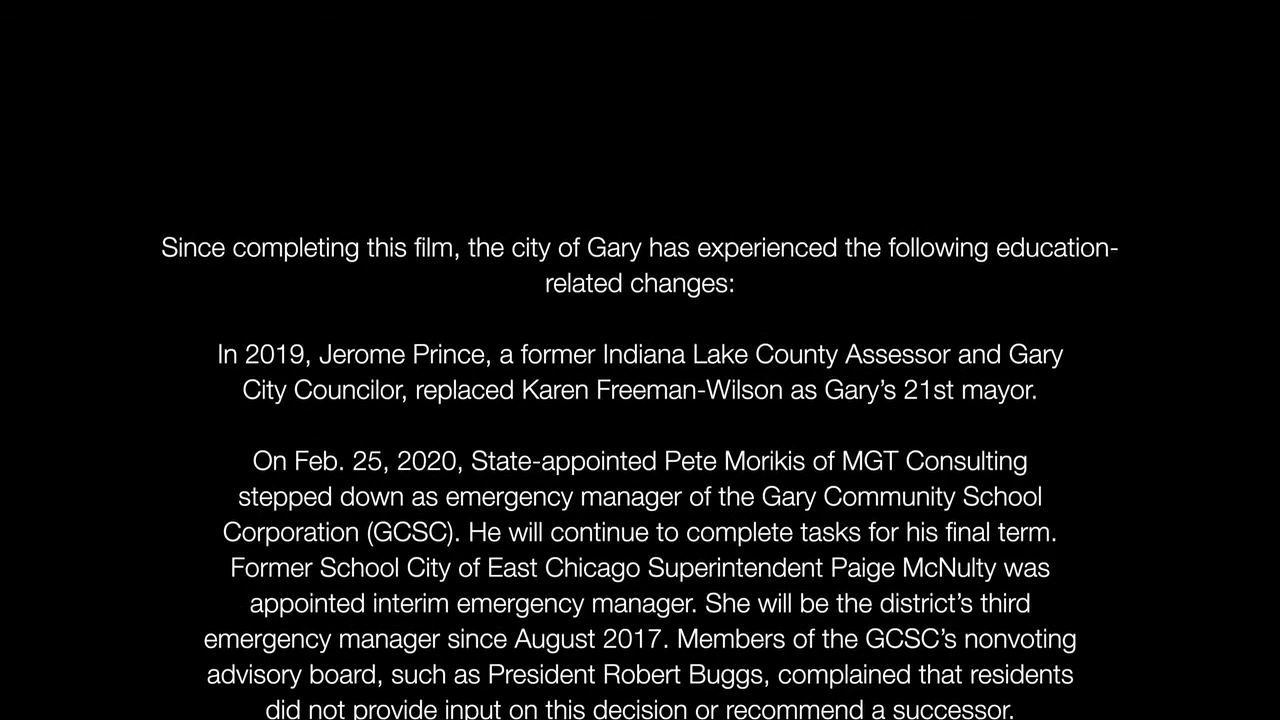 Since completing this film, the city of Gary has experienced the following education-
related changes:
In 2019, Jerome Prince, a former Indiana Lake County Assessor and Gary
City Councilor, replaced Karen Freeman-Wilson as Gary’s 21st mayor.
On Feb. 25, 2020, State-appointed Pete Morikis of MGT Consulting
stepped down as emergency manager of the Gary Community School
Corporation (GCSC). He will continue to complete tasks for his final term.
Former School City of East Chicago Superintendent Paige McNulty was
appointed interim emergency manager. She will be the district’s third
emergency manager since August 2017. Members of the GCSC’s nonvoting
advisory board, such as President Robert Buggs, complained that residents
did not provide input on this decision or recommend a successor.